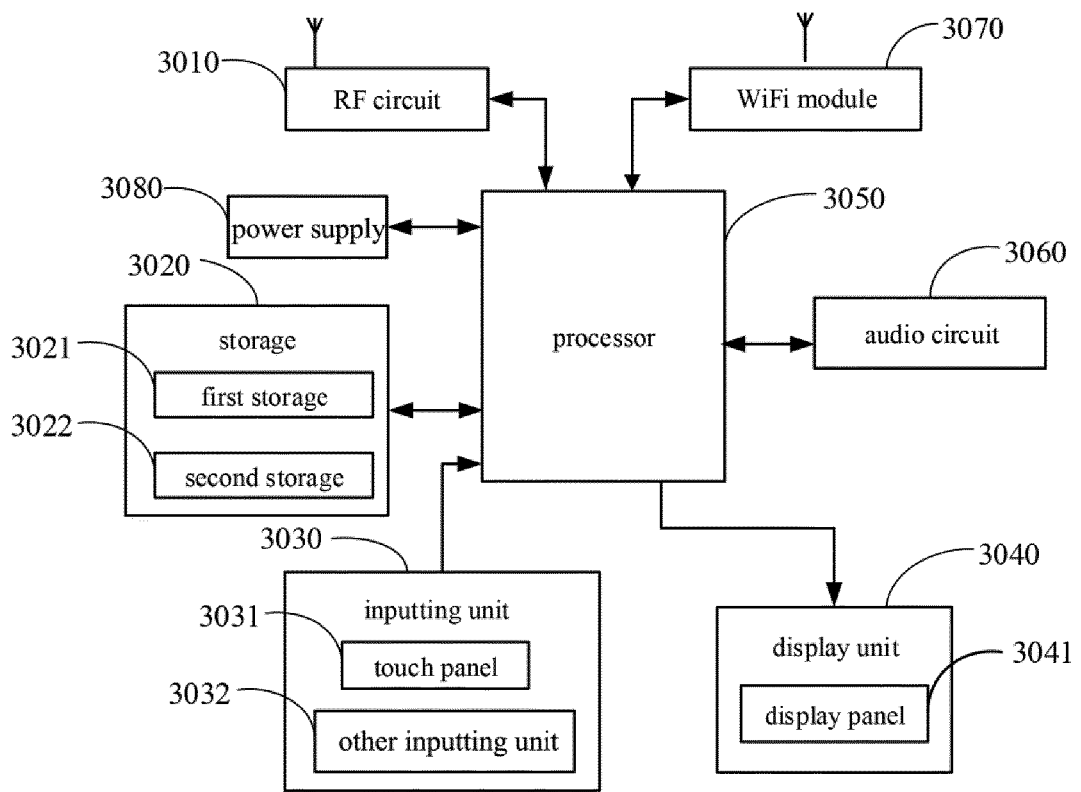 3010
RF circuit
3070
WiFi module
3080
power supply
3050
processor
3060
audio circuit
3020
storage
3021
first storage
3022
second storage
3030
inputting unit
3031
touch panel
3032
other inputting unit
3040
display unit
3041
display panel